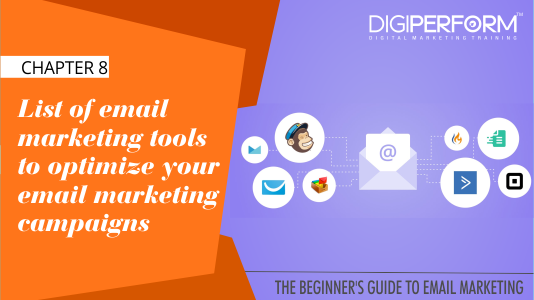 DIGIPERFORM™
DIGITAL MARKETING TRAINING
CHAPTER 8
List of email
marketing tools
to optimize your
email marketing
campaigns
@
THE BEGINNER'S GUIDE TO EMAIL MARKETING